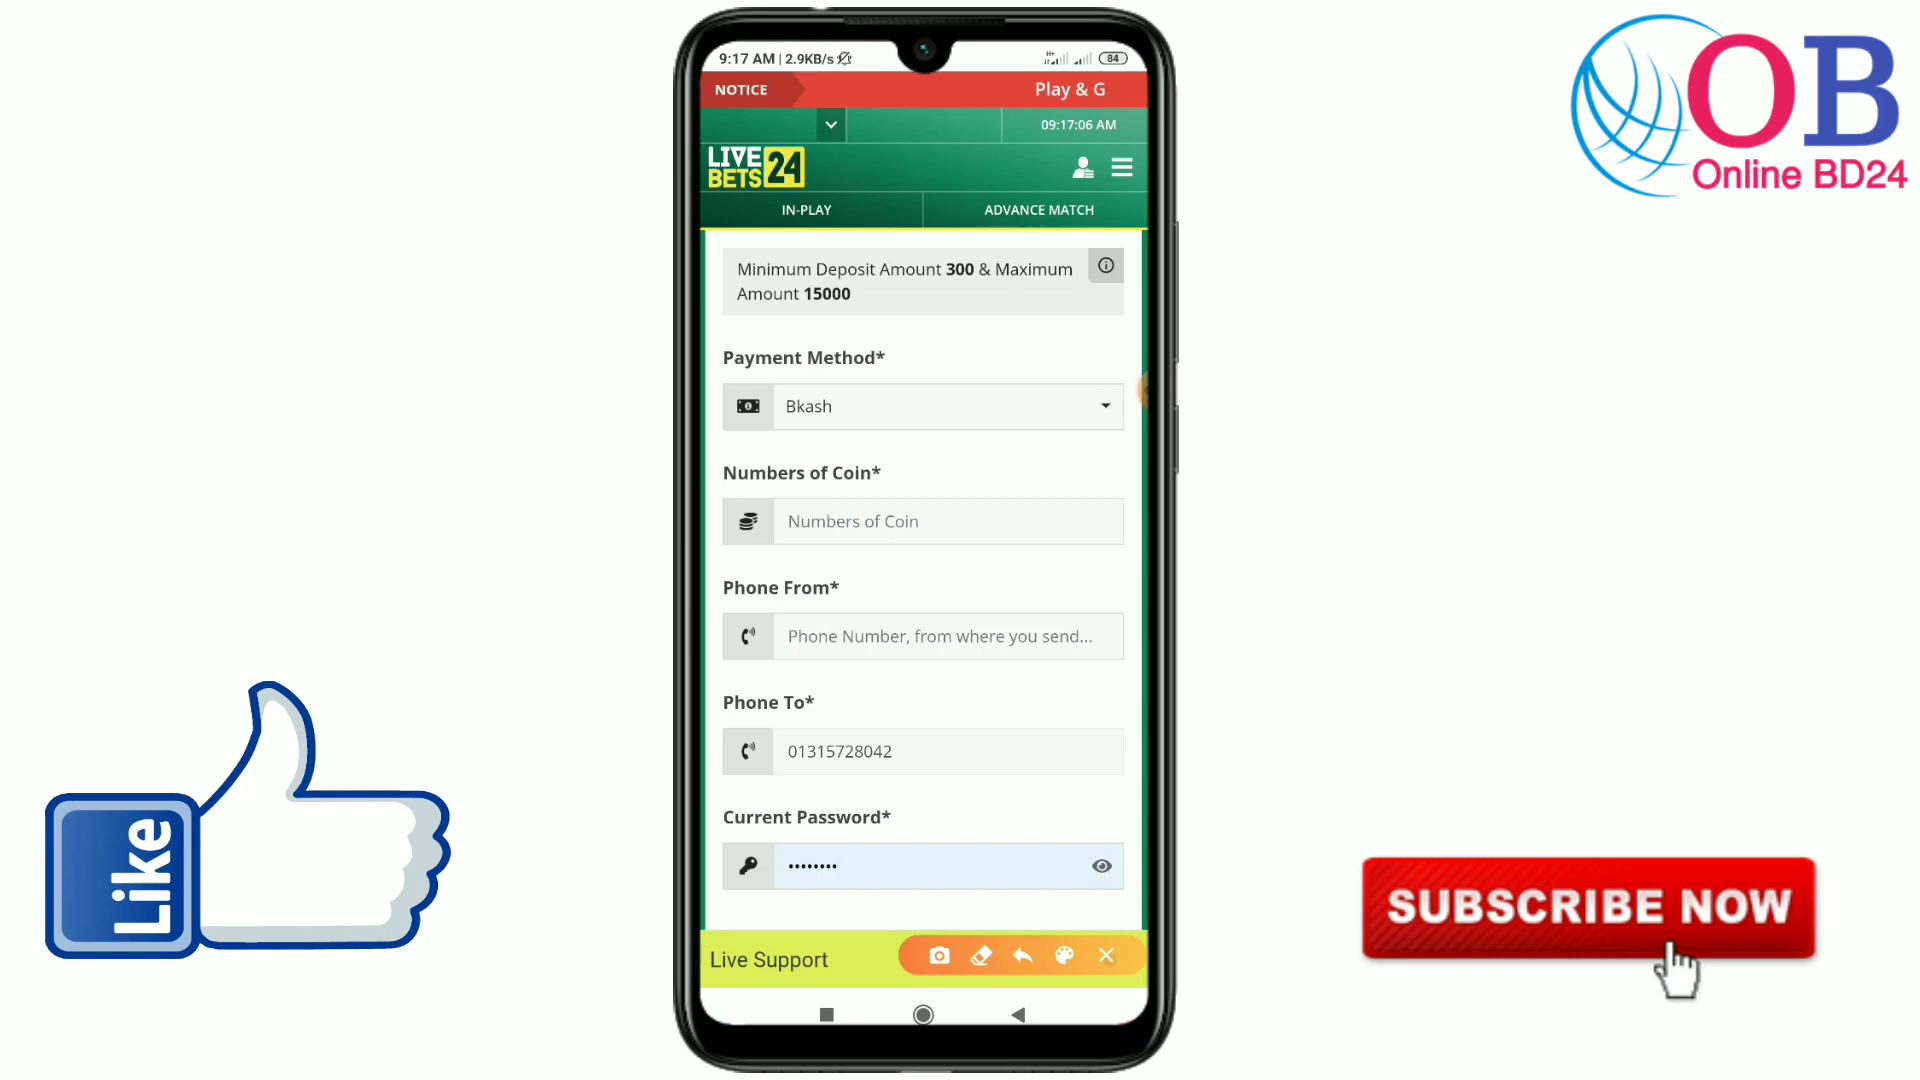 9:17 AM | 2.9KB/s
84
NOTICE
Play & G
09:17:06 AM
LIVE
BETS 24
IN-PLAY
ADVANCE MATCH
Minimum Deposit Amount 300 & Maximum
Amount 15000
Payment Method*
Bkash
Numbers of Coin*
Numbers of Coin
Phone From*
Phone Number, from where you send...
Phone To*
01315728042
Current Password*
••••••••
Live Support
OB
Online BD24
Like
SUBSCRIBE NOW